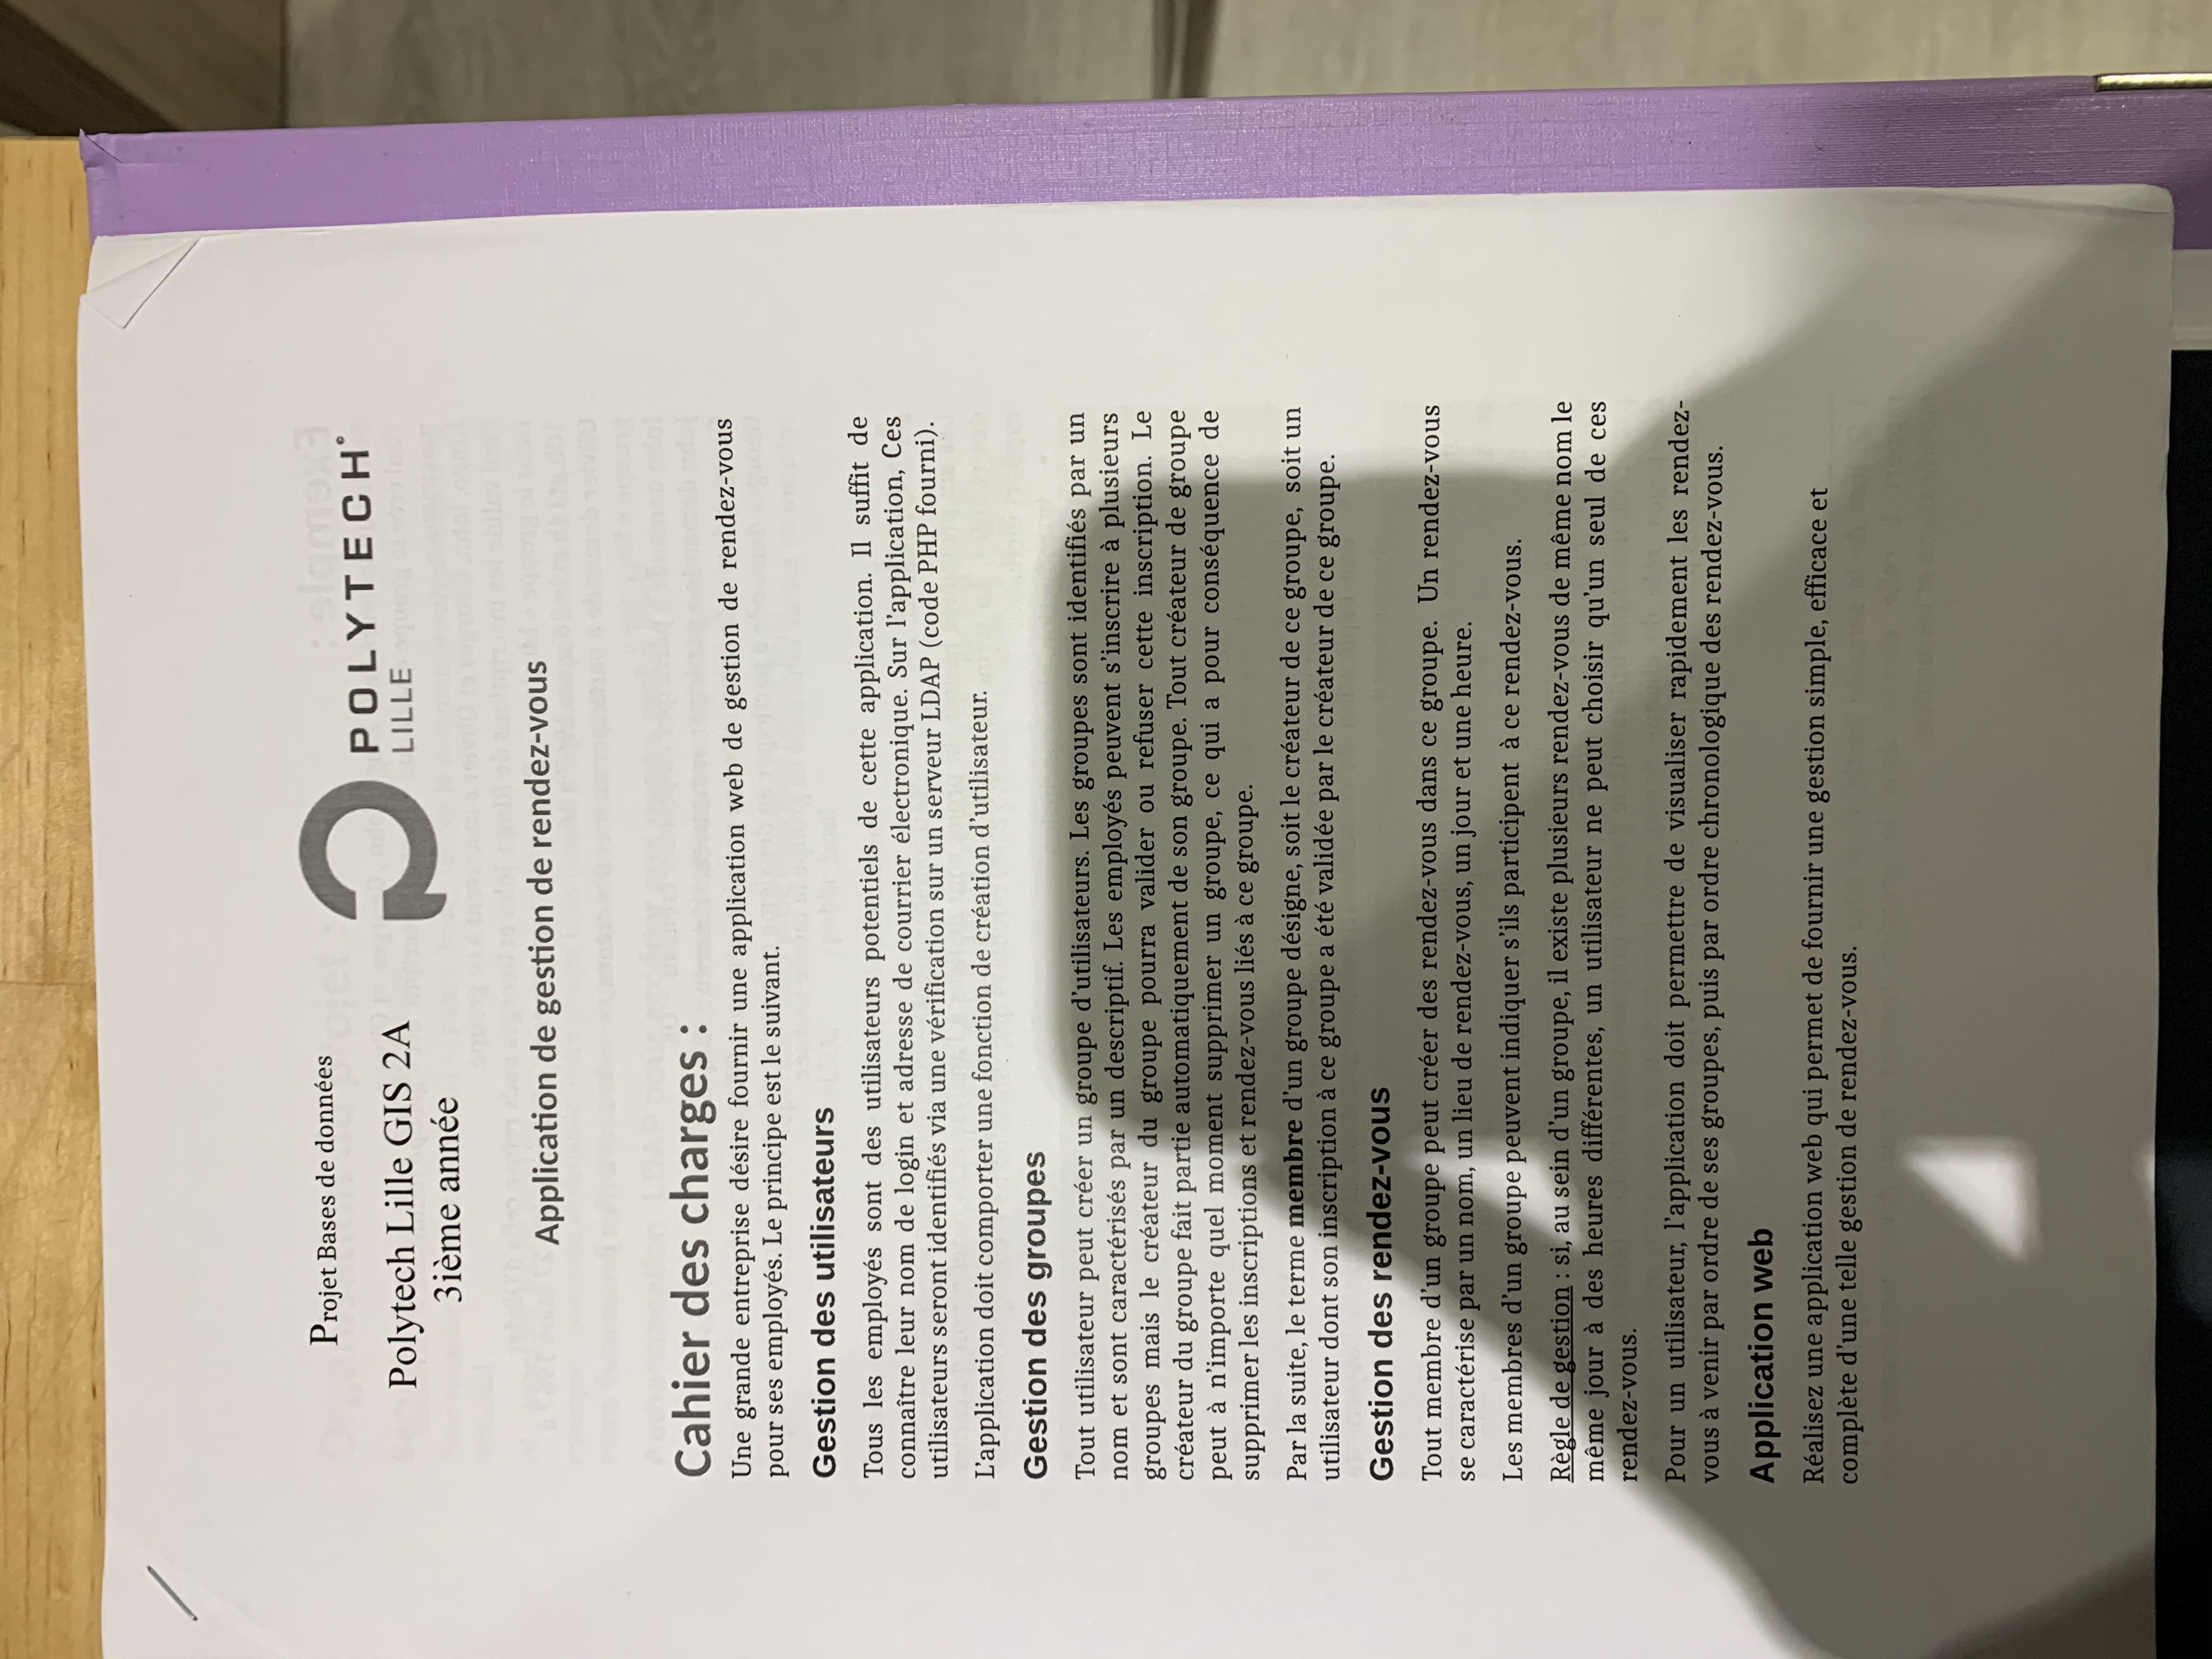 Projet Bases de données
Polytech Lille GIS 2A
3ième année
POLYTECH®
LILLE
Application de gestion de rendez-vous
Cahier des charges :
Une grande entreprise désire fournir une application web de gestion de rendez-vous
pour ses employés. Le principe est le suivant.
Gestion des utilisateurs
Tous les employés sont des utilisateurs potentiels de cette application. Il suffit de
connaître leur nom de login et adresse de courrier électronique. Sur l’application, Ces
utilisateurs seront identifiés via une vérification sur un serveur LDAP (code PHP fourni).
L’application doit comporter une fonction de création d’utilisateur.
Gestion des groupes
Tout utilisateur peut créer un groupe d’utilisateurs. Les groupes sont identifiés par un
nom et sont caractérisés par un descriptif. Les employés peuvent s’inscrire à plusieurs
groupes mais le créateur du groupe pourra valider ou refuser cette inscription. Le
créateur du groupe fait partie automatiquement de son groupe. Tout créateur de groupe
peut à n’importe quel moment supprimer un groupe, ce qui a pour conséquence de
supprimer les inscriptions et rendez-vous liés à ce groupe.
Par la suite, le terme membre d’un groupe désigne, soit le créateur de ce groupe, soit un
utilisateur dont son inscription à ce groupe a été validée par le créateur de ce groupe.
Gestion des rendez-vous
Tout membre d’un groupe peut créer des rendez-vous dans ce groupe. Un rendez-vous
se caractérise par un nom, un lieu de rendez-vous, un jour et une heure.
Les membres d’un groupe peuvent indiquer s’ils participent à ce rendez-vous.
Règle de gestion : si, au sein d’un groupe, il existe plusieurs rendez-vous de même nom le
même jour à des heures différentes, un utilisateur ne peut choisir qu’un seul de ces
rendez-vous.
Pour un utilisateur, l’application doit permettre de visualiser rapidement les rendez-
vous à venir par ordre de ses groupes, puis par ordre chronologique des rendez-vous.
Application web
Réalisez une application web qui permet de fournir une gestion simple, efficace et
complète d’une telle gestion de rendez-vous.